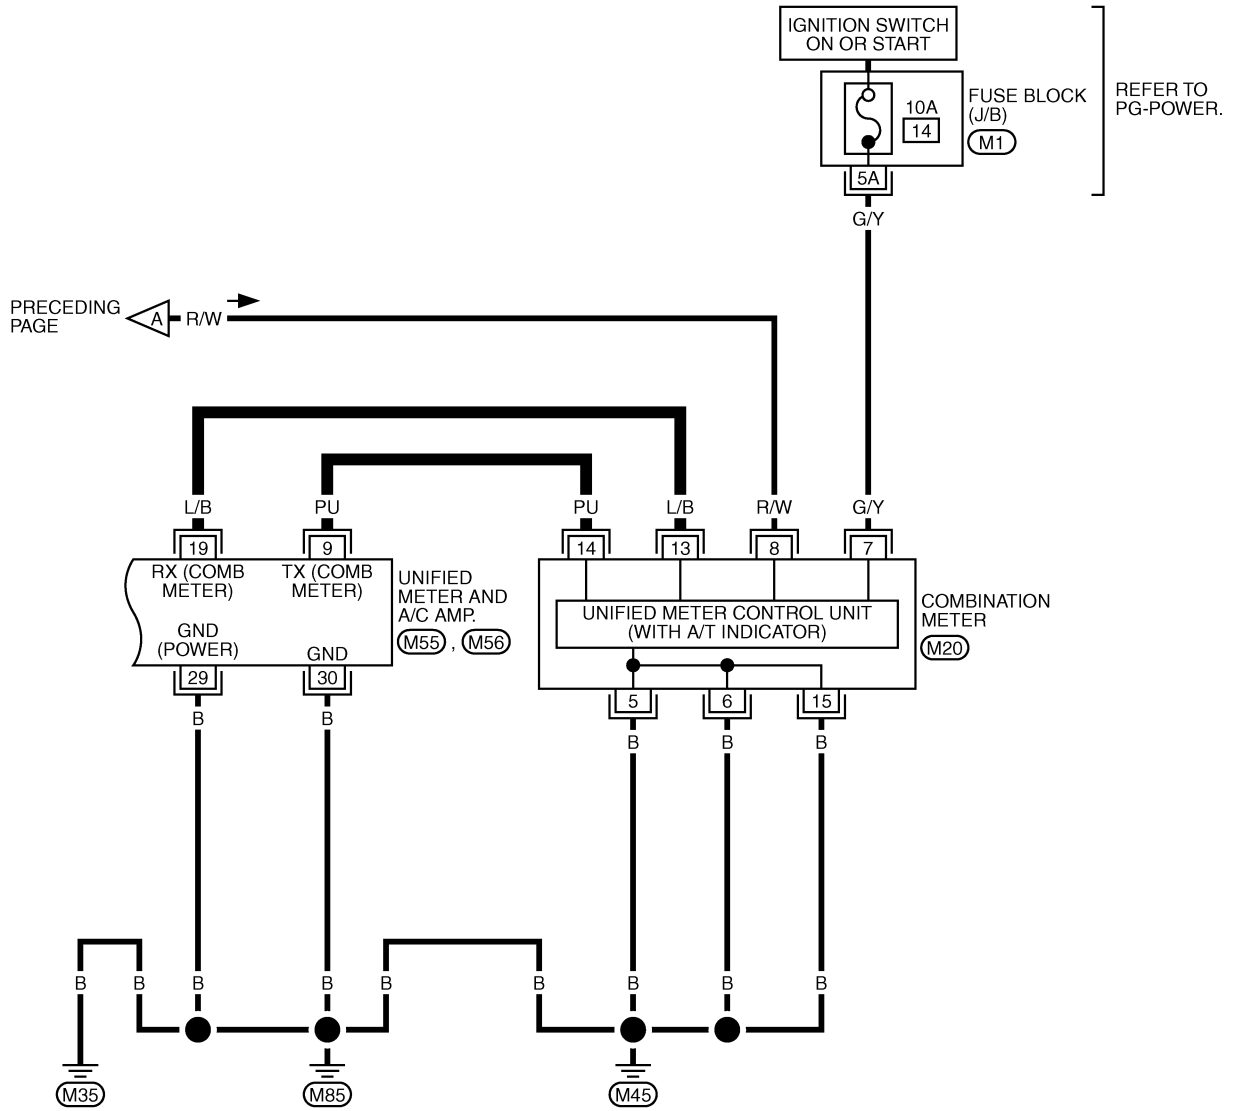 IGNITION SWITCH
ON OR START
10A
14
FUSE BLOCK
(J/B)
M1
REFER TO
PG-POWER.
5A
G/Y
PRECEDING
PAGE
A
R/W
L/B
PU
PU
L/B
R/W
G/Y
19
9
14
13
8
7
RX (COMB
METER)
TX (COMB
METER)
GND
(POWER)
GND
UNIFIED
METER AND
A/C AMP.
M55 , M56
UNIFIED METER CONTROL UNIT
(WITH A/T INDICATOR)
COMBINATION
METER
M20
29
30
5
6
15
B
B
B
B
B
B
B
B
B
B
B
B
B
B
M35
M85
M45